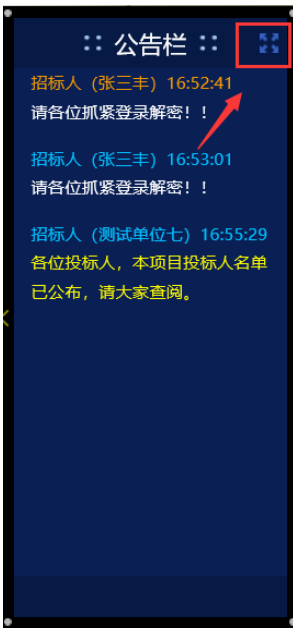 公告栏
招标人（张三丰）16:52:41
请各位抓紧登录解密！！
招标人（张三丰）16:53:01
请各位抓紧登录解密！！
招标人（测试单位七）16:55:29
各位投标人，本项目投标人名单
已公布，请大家查阅。